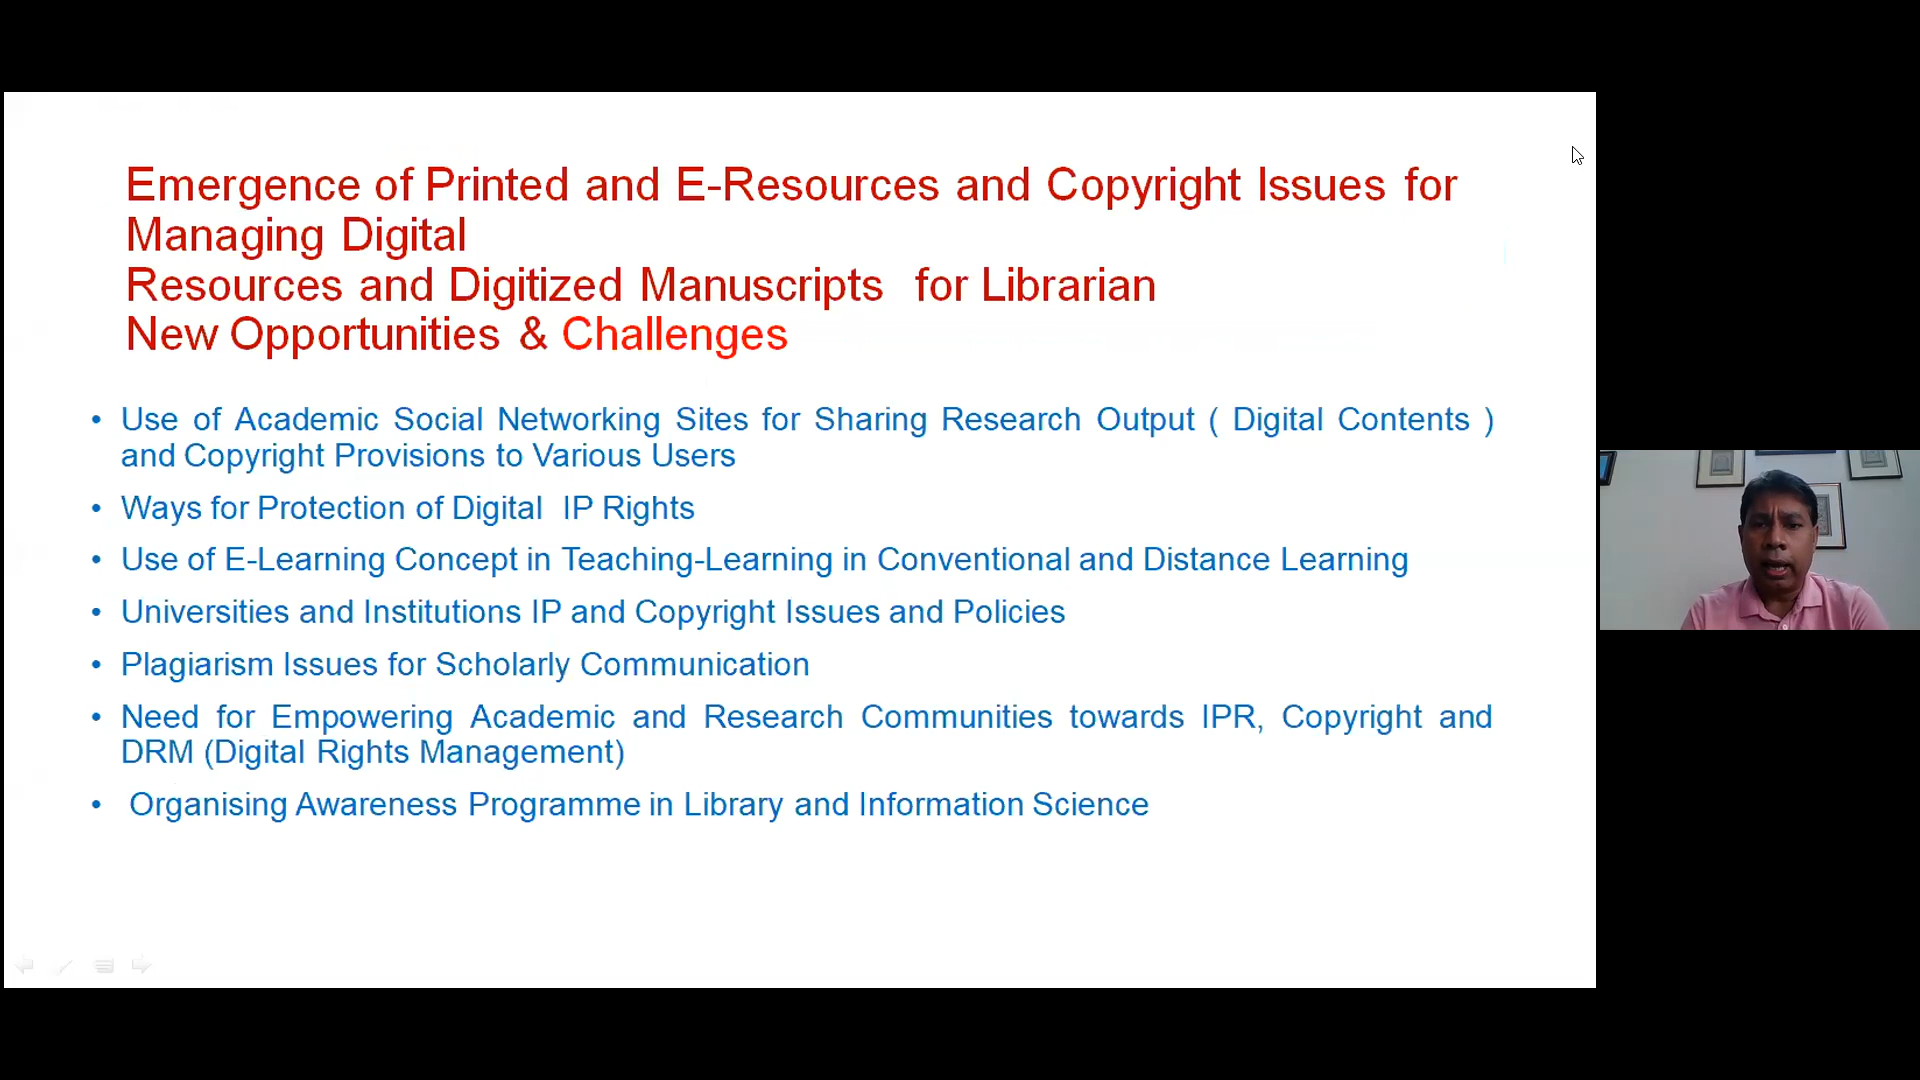 Emergence of Printed and E-Resources and Copyright Issues for
Managing Digital
Resources and Digitized Manuscripts for Librarian
New Opportunities & Challenges
• Use of Academic Social Networking Sites for Sharing Research Output ( Digital Contents )
and Copyright Provisions to Various Users
• Ways for Protection of Digital IP Rights
• Use of E-Learning Concept in Teaching-Learning in Conventional and Distance Learning
• Universities and Institutions IP and Copyright Issues and Policies
• Plagiarism Issues for Scholarly Communication
• Need for Empowering Academic and Research Communities towards IPR, Copyright and
DRM (Digital Rights Management)
• Organising Awareness Programme in Library and Information Science